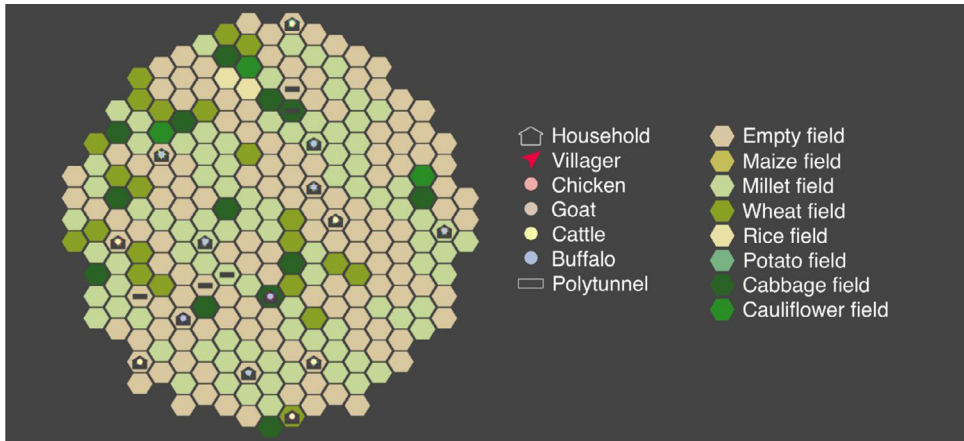 Household
Villager
Chicken
Goat
Cattle
Buffalo
Polytunnel
Empty field
Maize field
Millet field
Wheat field
Rice field
Potato field
Cabbage field
Cauliflower field